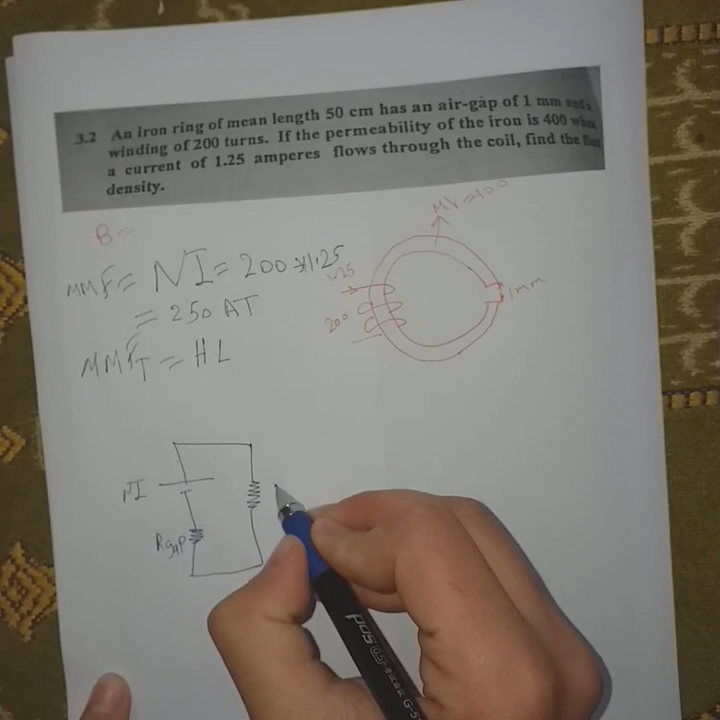 3.2 An iron ring of mean length 50 cm has an air-gap of 1 mm and a
winding of 200 turns. If the permeability of the iron is 400 when
a current of 1.25 amperes flows through the coil, find the flux
density.
B=
MMF = NI = 200 * 1.25
= 250 AT
MMF_T = HL
Mr=400
1.25
200
1mm
NI
Rgap